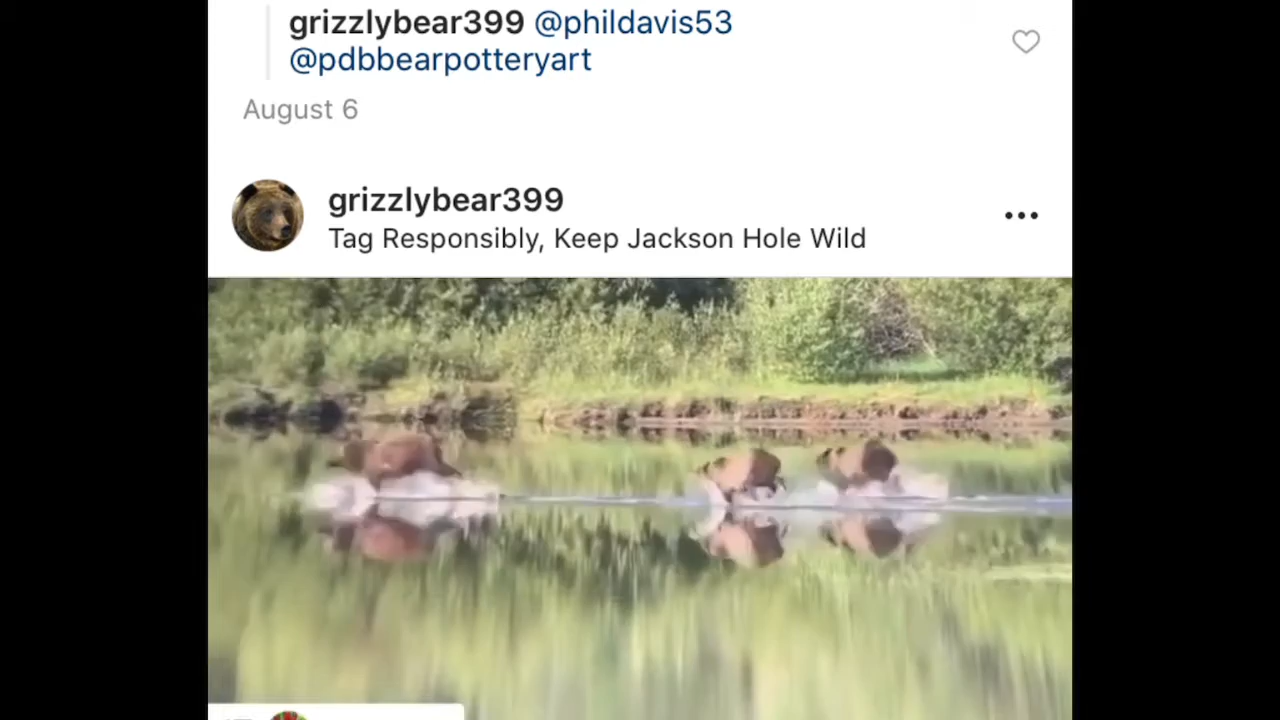 grizzlybear399 @phildavis53
@pdbbearpotteryart
August 6
grizzlybear399
Tag Responsibly, Keep Jackson Hole Wild